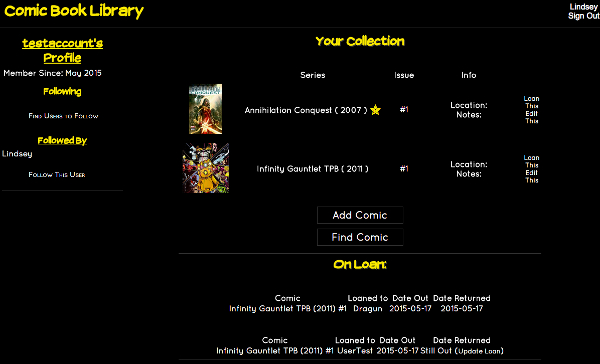 Comic Book Library
Lindsey
Sign Out
testaccount's
Profile
Member Since: May 2015
Following
Find Users to Follow
Followed By
Lindsey
Follow This User
Your Collection
Series Issue Info
Annihilation Conquest ( 2007 ) #1 Location:
Notes:
Loan
This
Edit
This
Infinity Gauntlet TPB ( 2011 ) #1 Location:
Notes:
Loan
This
Edit
This
Add Comic
Find Comic
On Loan:
Comic Loaned to Date Out Date Returned
Infinity Gauntlet TPB (2011) #1 Dragun 2015-05-17 2015-05-17
Comic Loaned to Date Out Date Returned
Infinity Gauntlet TPB (2011) #1 UserTest 2015-05-17 Still Out (Update Loan)